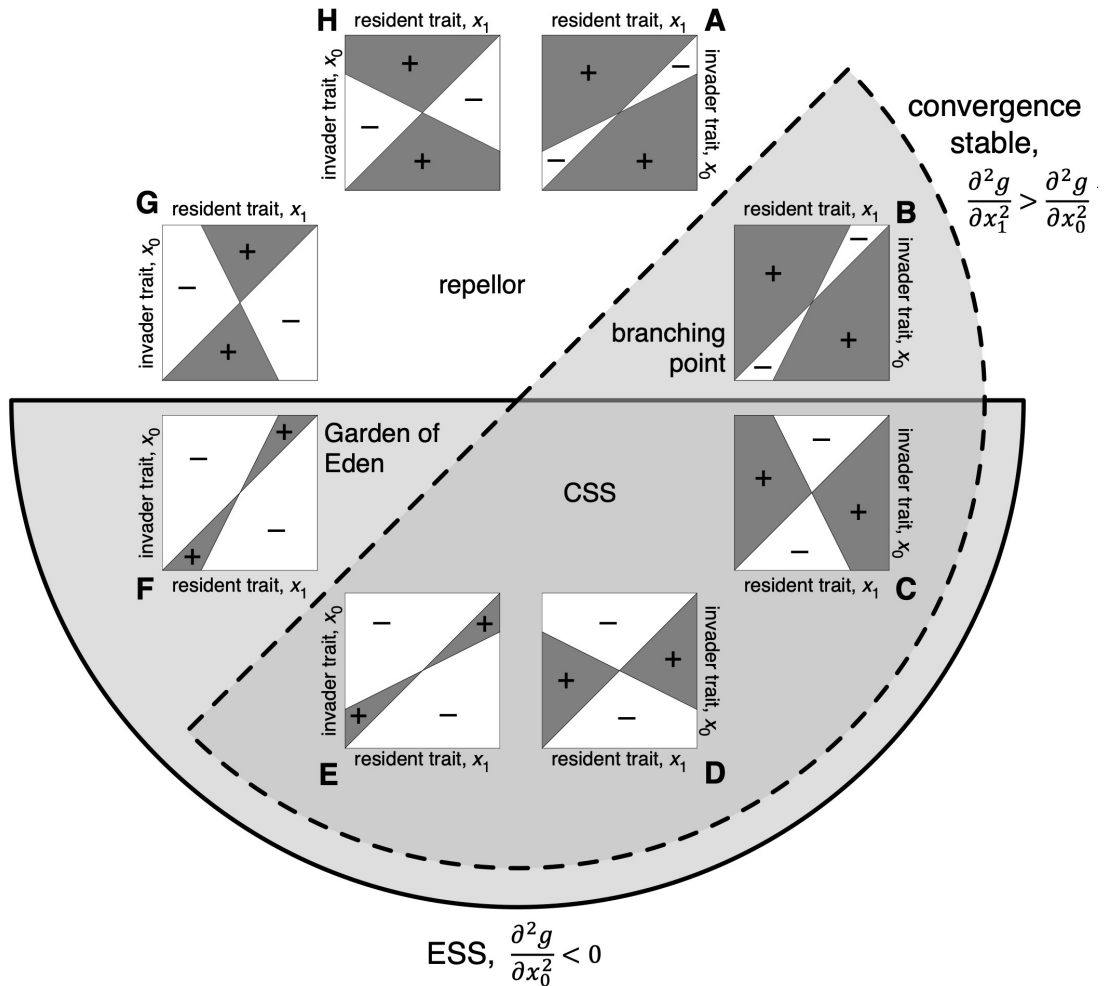 H resident trait, x₁
invader trait, x₀
+
−
−
+
resident trait, x₁ A
invader trait, x₀
+
−
−
+
convergence
stable,
∂²g/∂x₁² > ∂²g/∂x₀²
G resident trait, x₁
invader trait, x₀
+
−
−
+
repellor
resident trait, x₁ B
invader trait, x₀
−
+
+
−
branching
point
invader trait, x₀
+
−
−
+
F resident trait, x₁
Garden of
Eden
CSS
invader trait, x₀
−
+
+
−
resident trait, x₁ C
invader trait, x₀
−
+
+
−
E resident trait, x₁
invader trait, x₀
−
+
+
−
resident trait, x₁ D
ESS, ∂²g/∂x₀² < 0